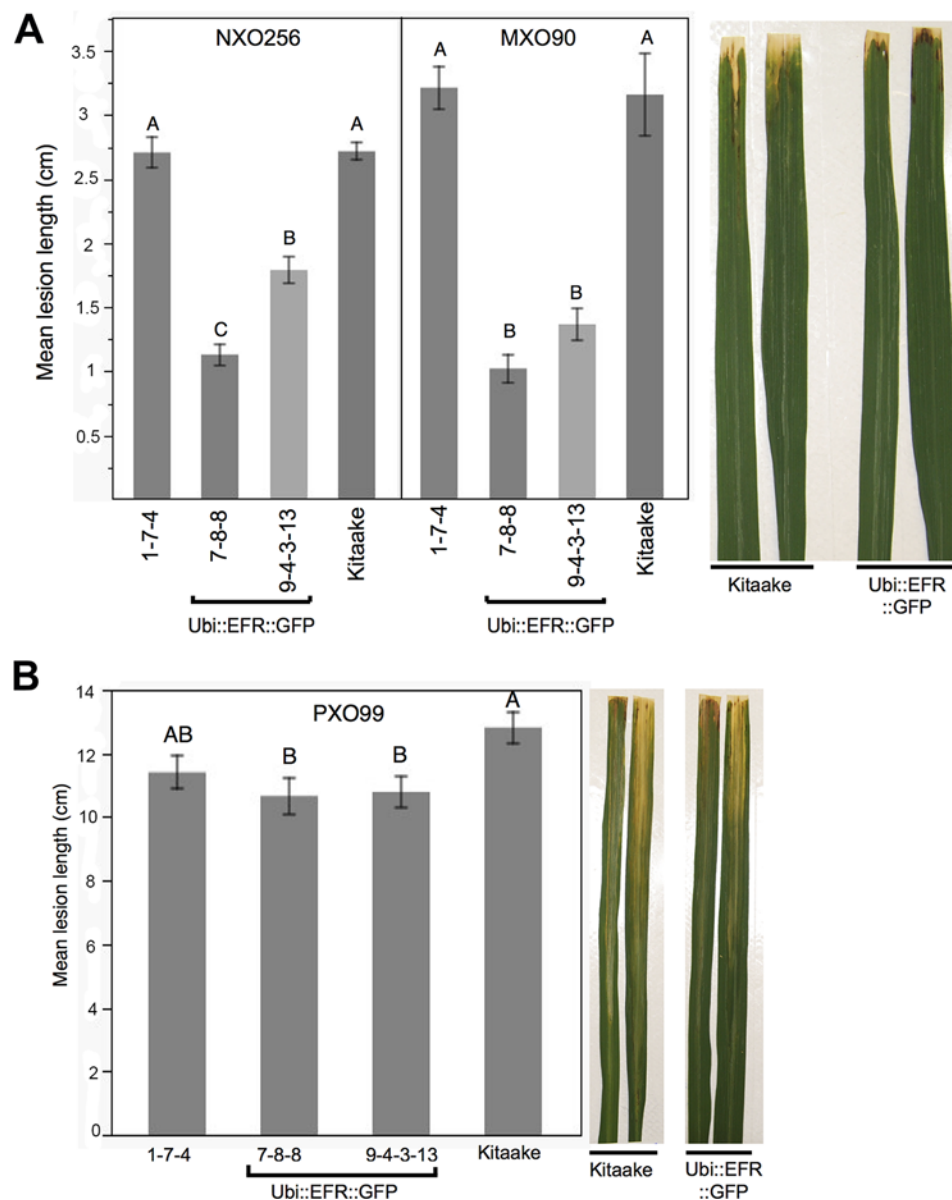 A
NXO256
MXO90
Mean lesion length (cm)
3.5
3
2.5
2
1.5
1
0.5
A
C
B
A
A
B
B
A
1-7-4
7-8-8
9-4-3-13
Kitaake
1-7-4
7-8-8
9-4-3-13
Kitaake
Ubi::EFR::GFP
Ubi::EFR::GFP
Kitaake
Ubi::EFR
::GFP
B
PXO99
Mean lesion length (cm)
14
12
10
8
6
4
2
0
AB
B
B
A
1-7-4
7-8-8
9-4-3-13
Kitaake
Ubi::EFR::GFP
Kitaake
Ubi::EFR
::GFP